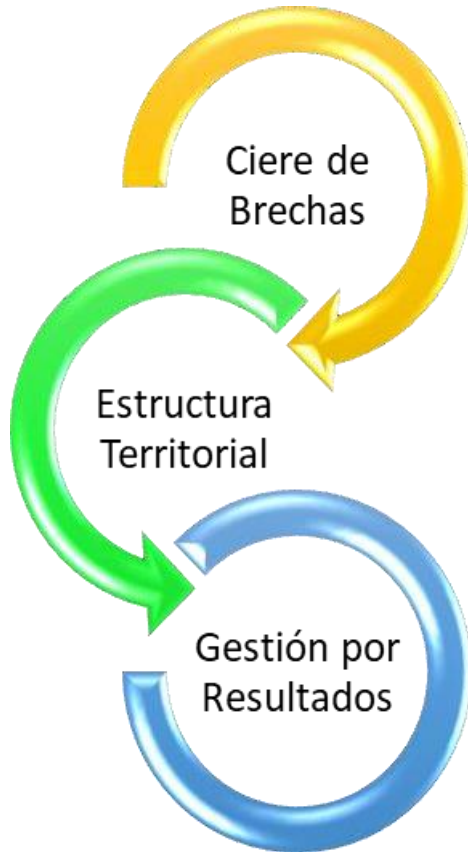 Ciere de
Brechas
Estructura
Territorial
Gestión por
Resultados